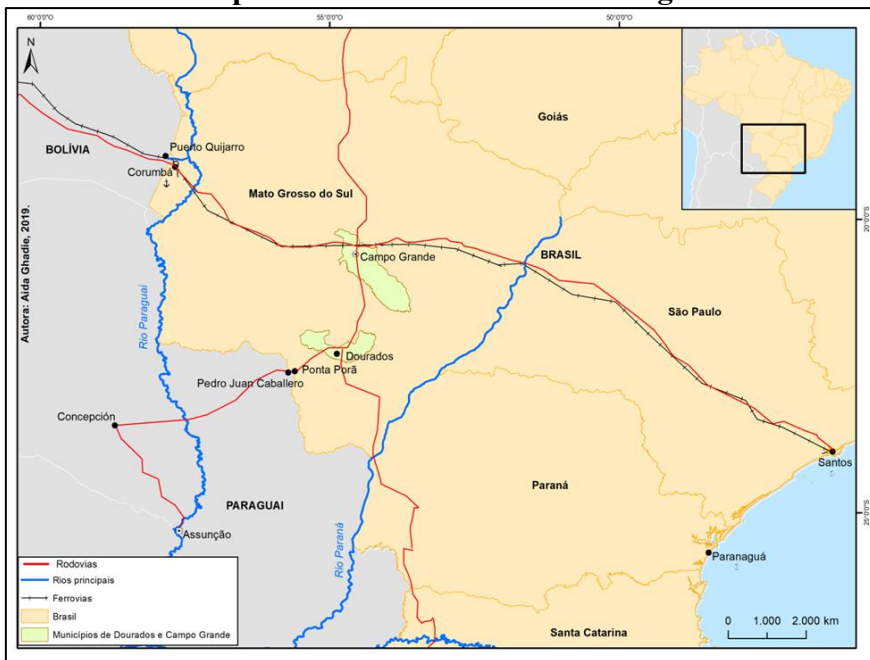 60°0'0"O
55°0'0"O
50°0'0"O
N
Goiás
BOLÍVIA
Puerto Quijarro
Corumbá
Mato Grosso do Sul
20°0'0"S
Campo Grande
BRASIL
São Paulo
Autora: Aida Ghadie, 2019.
Rio Paraguai
Dourados
Ponta Porã
Pedro Juan Caballero
Concepción
Santos
Paraná
PARAGUAI
25°0'0"S
Assunção
Rio Paraná
Paranaguá
Rodovias
Rios principais
Ferrovias
Brasil
Municípios de Dourados e Campo Grande
Santa Catarina
0 1.000 2.000 km